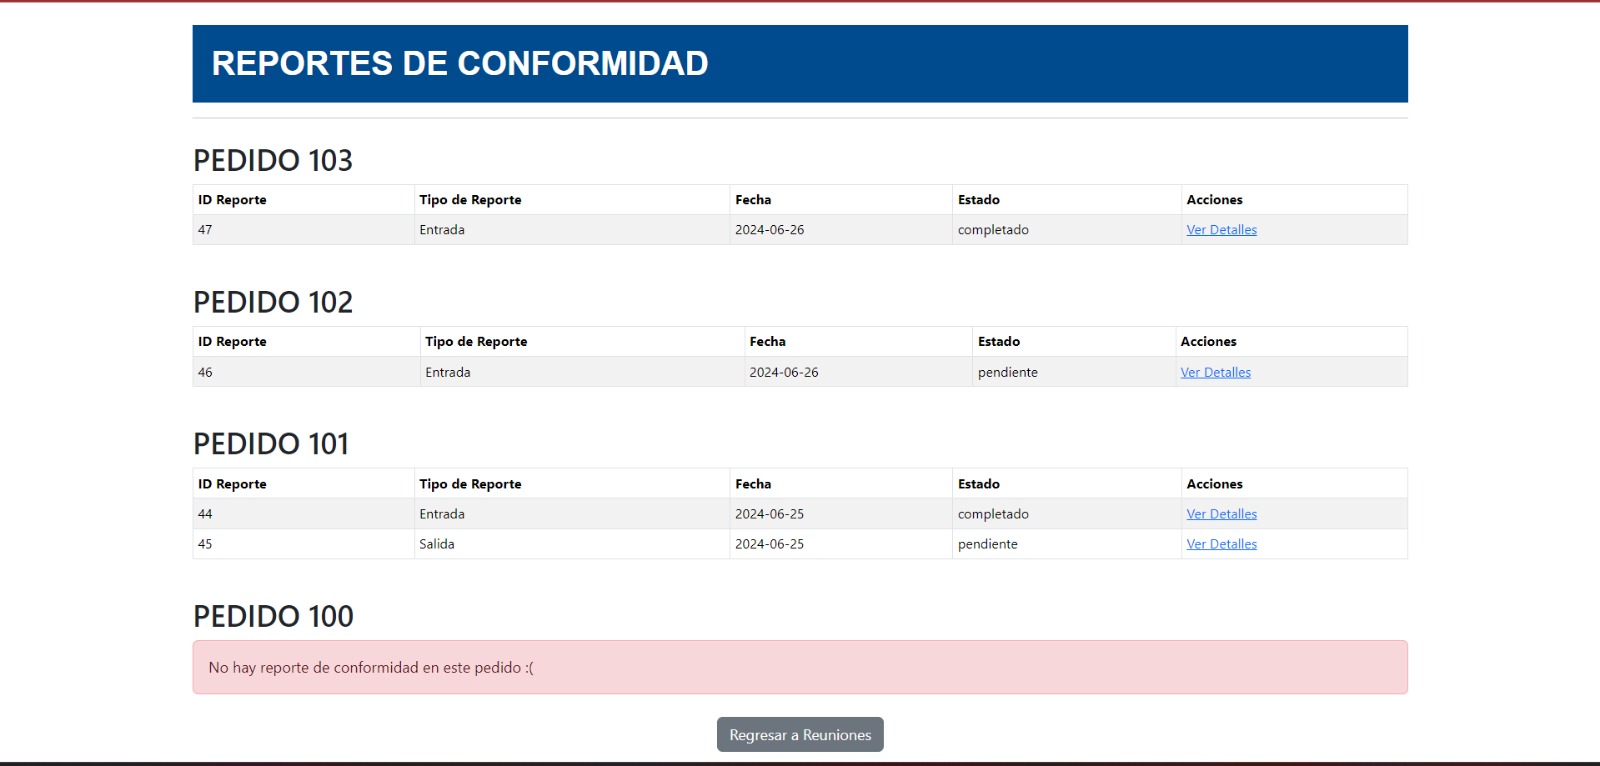 REPORTES DE CONFORMIDAD
PEDIDO 103
ID Reporte Tipo de Reporte Fecha Estado Acciones
47 Entrada 2024-06-26 completado Ver Detalles
PEDIDO 102
ID Reporte Tipo de Reporte Fecha Estado Acciones
46 Entrada 2024-06-26 pendiente Ver Detalles
PEDIDO 101
ID Reporte Tipo de Reporte Fecha Estado Acciones
44 Entrada 2024-06-25 completado Ver Detalles
45 Salida 2024-06-25 pendiente Ver Detalles
PEDIDO 100
No hay reporte de conformidad en este pedido :(
Regresar a Reuniones